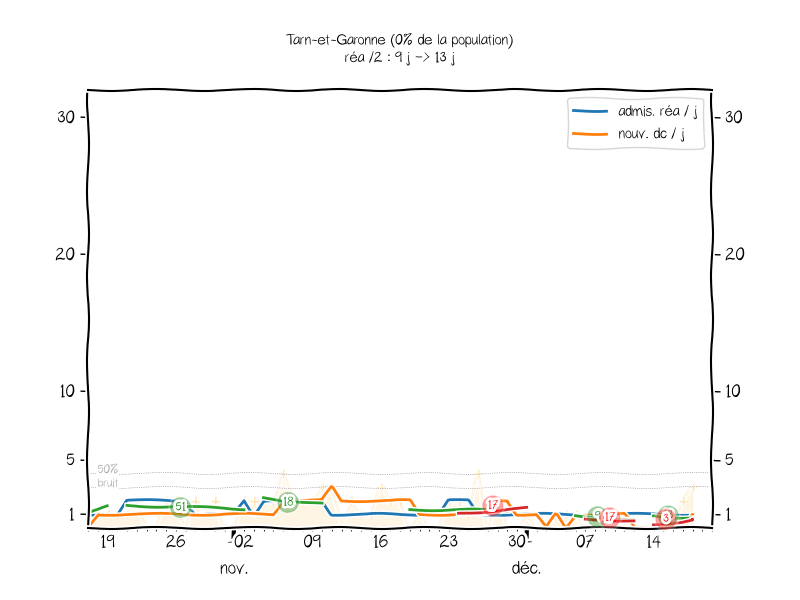 Tarn-et-Garonne (0% de la population)
réa /2 : 9 j -> 13 j
admis. réa / j
nouv. dc / j
30 30
20 20
10 10
5 5
50%
bruit
1 1
51 18 17 9 17 3
19 26 02 09 16 23 30 07 14
nov. déc.